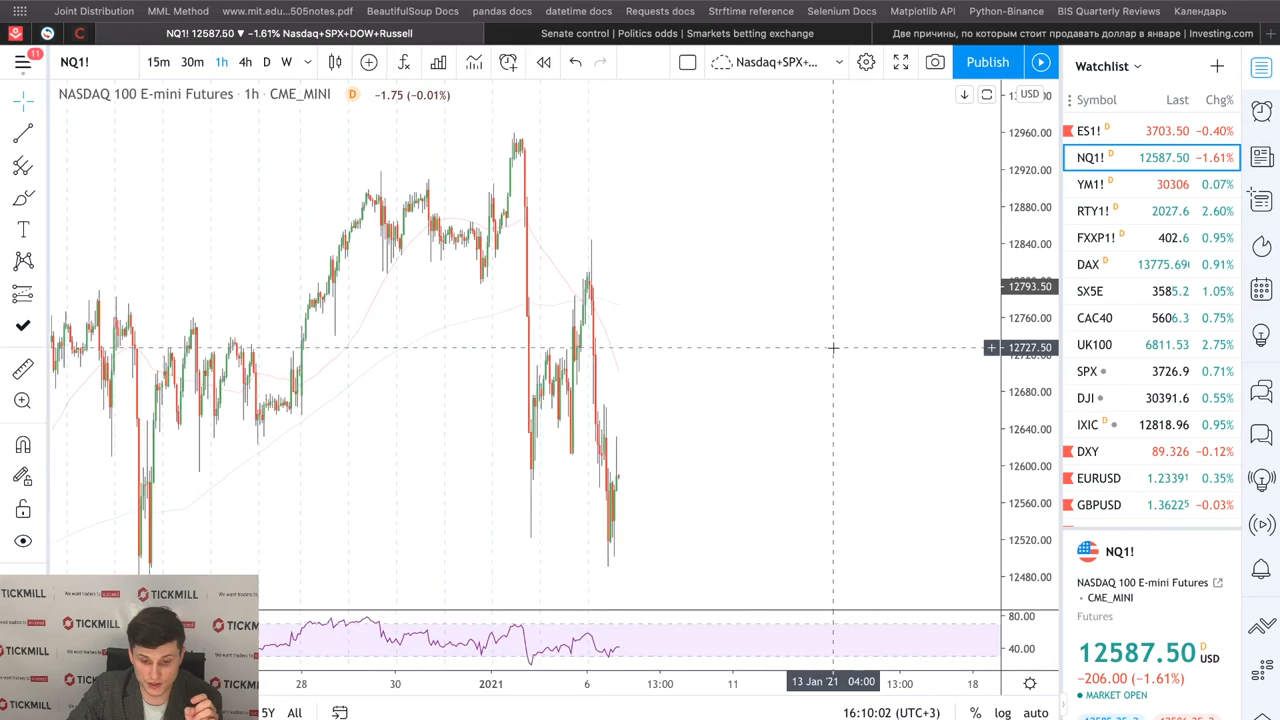 Joint Distribution MML Method www.mit.edu...505notes.pdf BeautifulSoup Docs pandas docs datetime docs Requests docs Strftime reference Selenium Docs Matplotlib API Python-Binance BIS Quarterly Reviews Календарь
NQ1! 12587.50 ▼ −1.61% Nasdaq+SPX+DOW+Russell Senate control | Politics odds | Smarkets betting exchange Две причины, по которым стоит продавать доллар в январе | Investing.com
11 NQ1! 15m 30m 1h 4h D W Nasdaq+SPX+... Publish Watchlist
NASDAQ 100 E-mini Futures · 1h · CME_MINI D −1.75 (−0.01%) USD
Symbol Last Chg%
ES1! D 3703.50 −0.40%
NQ1! D 12587.50 −1.61%
YM1! D 30306 0.07%
RTY1! D 2027.6 2.60%
FXXP1! D 402.6 0.95%
DAX D 13775.69 0.91%
SX5E 3585.2 1.05%
CAC40 5606.3 0.75%
UK100 6811.53 2.75%
SPX 3726.9 0.71%
DJI 30391.6 0.55%
IXIC D 12818.96 0.95%
DXY 89.326 −0.12%
EURUSD 1.23391 0.35%
GBPUSD 1.36225 −0.03%
12960.00
12920.00
12880.00
12840.00
12793.50
12760.00
12727.50
12680.00
12640.00
12600.00
12560.00
12520.00
12480.00
80.00
40.00
28 30 2021 6 13:00 11 13 Jan '21 04:00 13:00 18
5Y All 16:10:02 (UTC+3) % log auto
NQ1!
NASDAQ 100 E-mini Futures
• CME_MINI
Futures
12587.50 D USD
−206.00 (−1.61%)
MARKET OPEN
TICKMILL
TICKMILL
TICKMILL